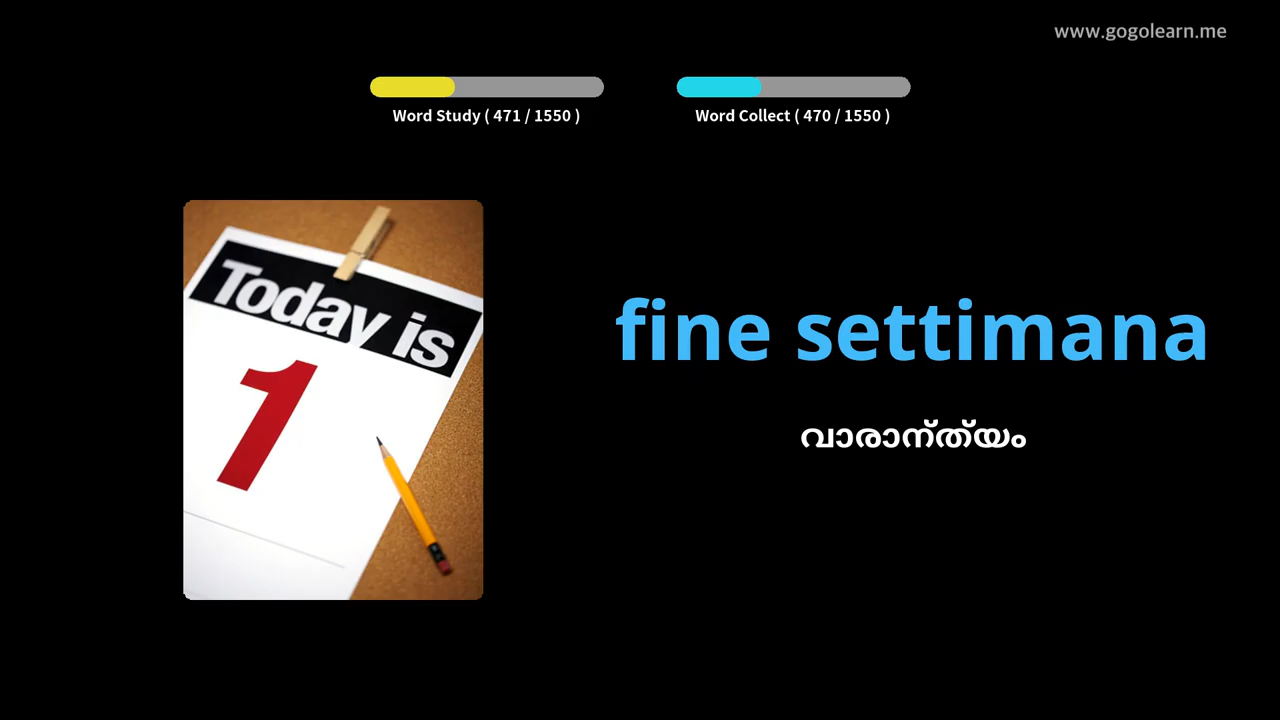 www.gogolearn.me
Word Study ( 471 / 1550 )
Word Collect ( 470 / 1550 )
Today is
1
fine settimana
വാരാന്ത്യം